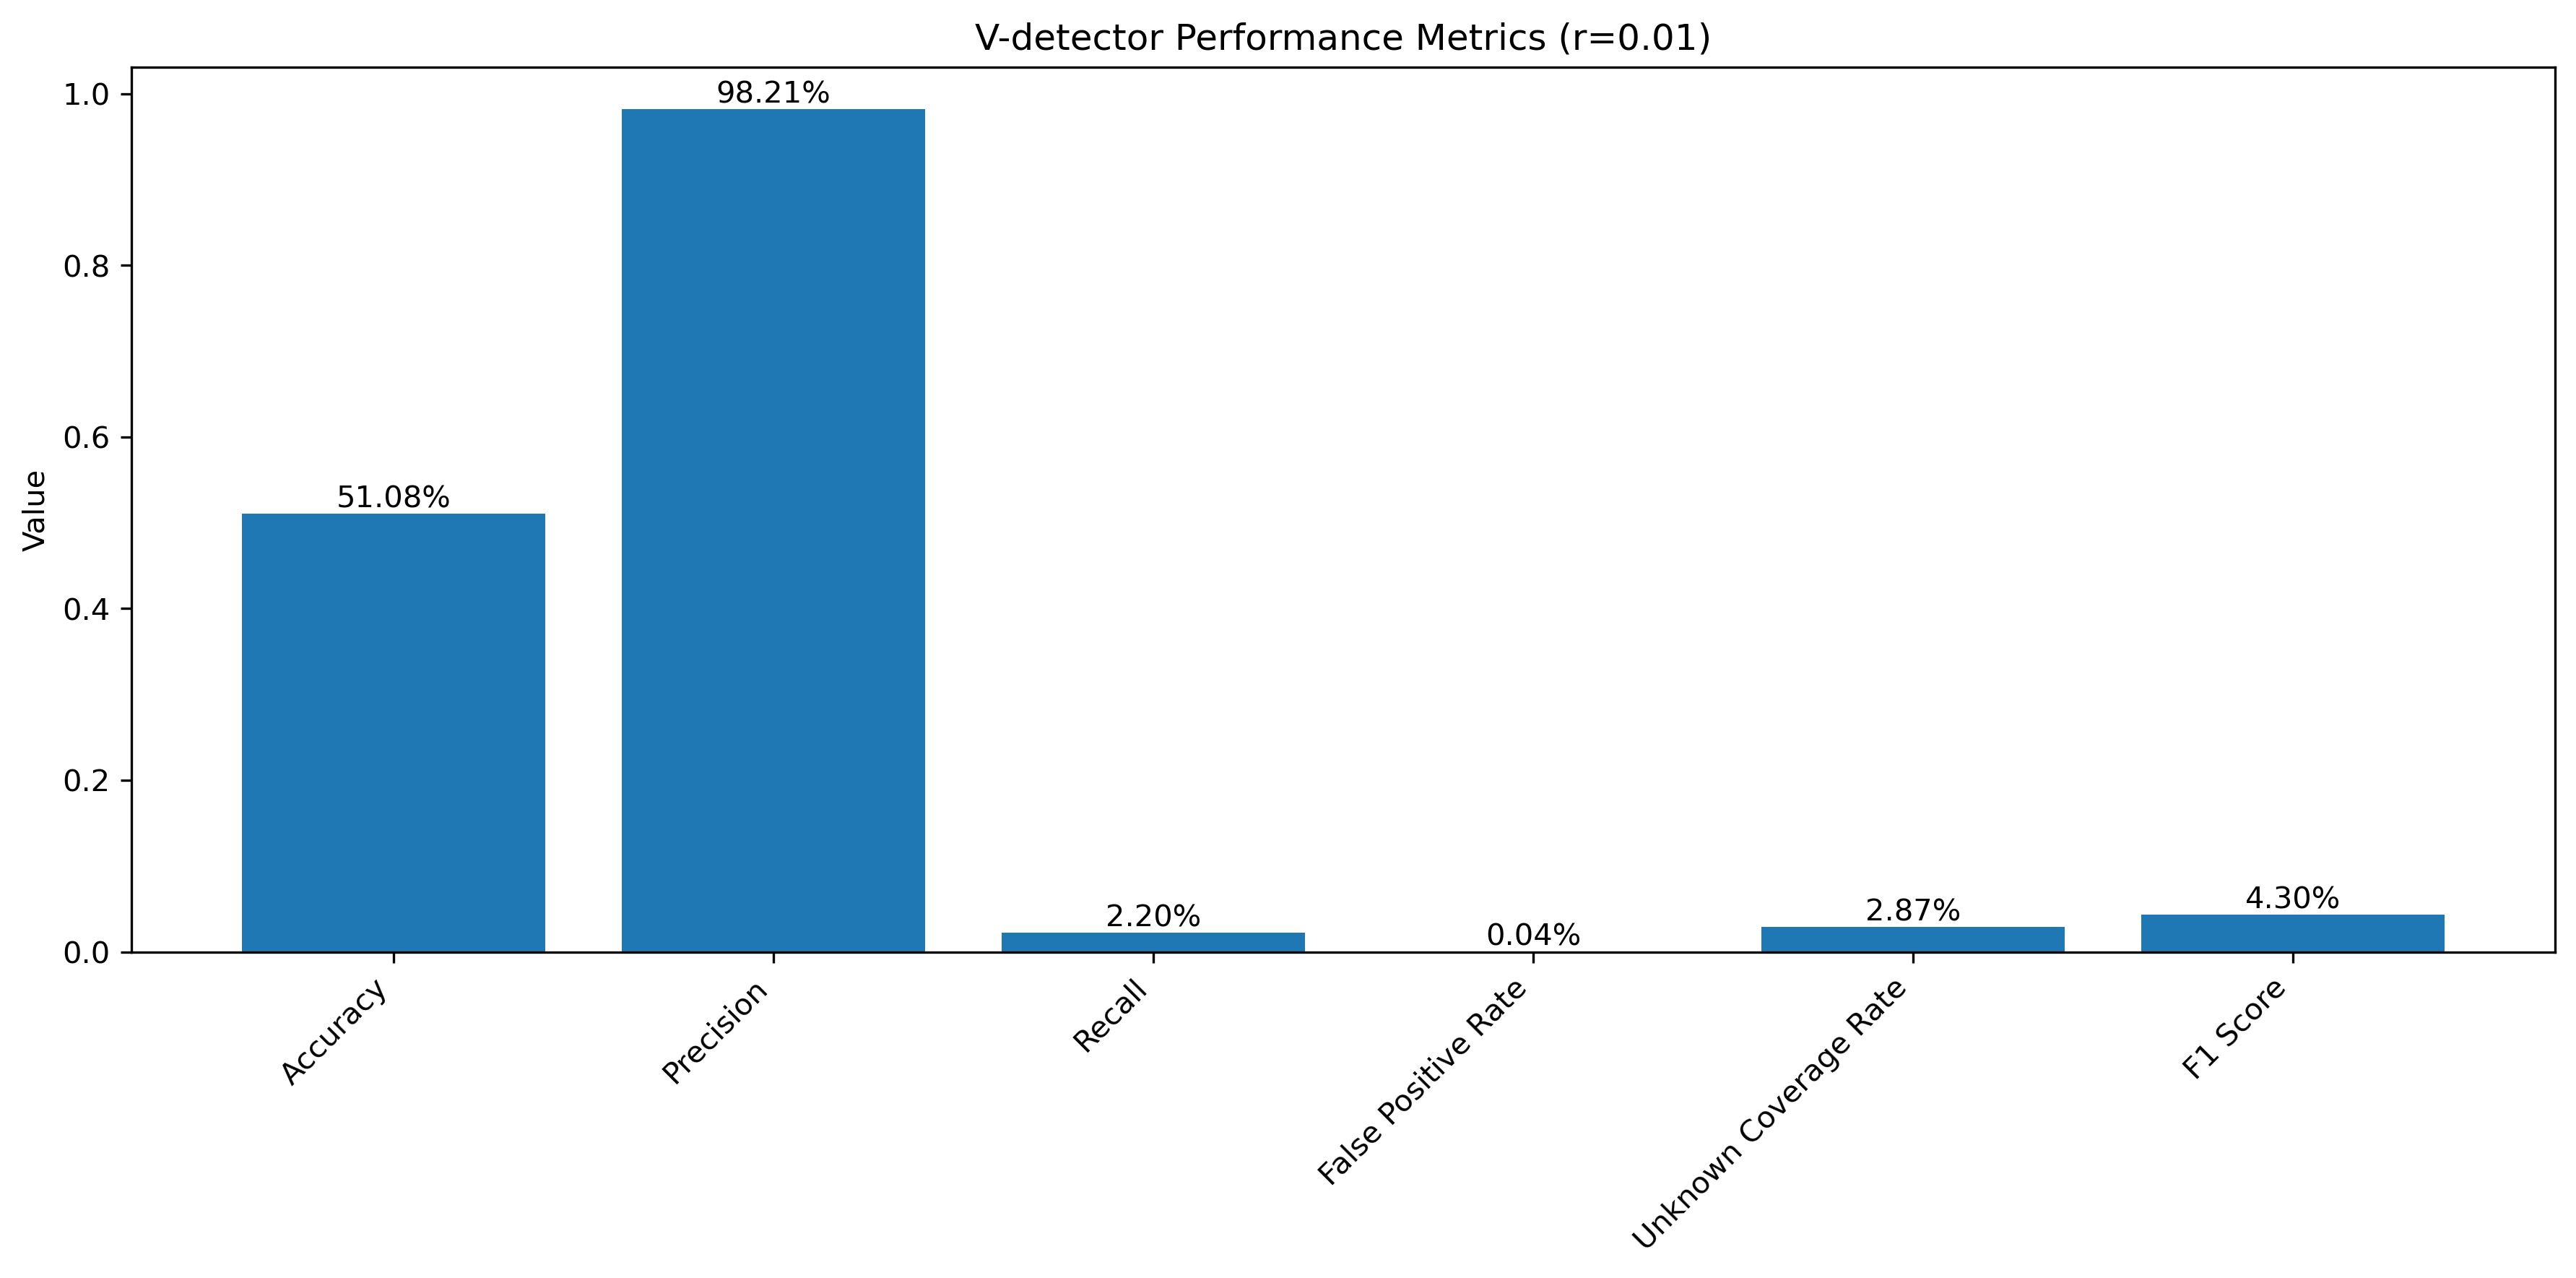 V-detector Performance Metrics (r=0.01)
Value
1.0
0.8
0.6
0.4
0.2
0.0
51.08%
98.21%
2.20%
0.04%
2.87%
4.30%
Accuracy
Precision
Recall
False Positive Rate
Unknown Coverage Rate
F1 Score